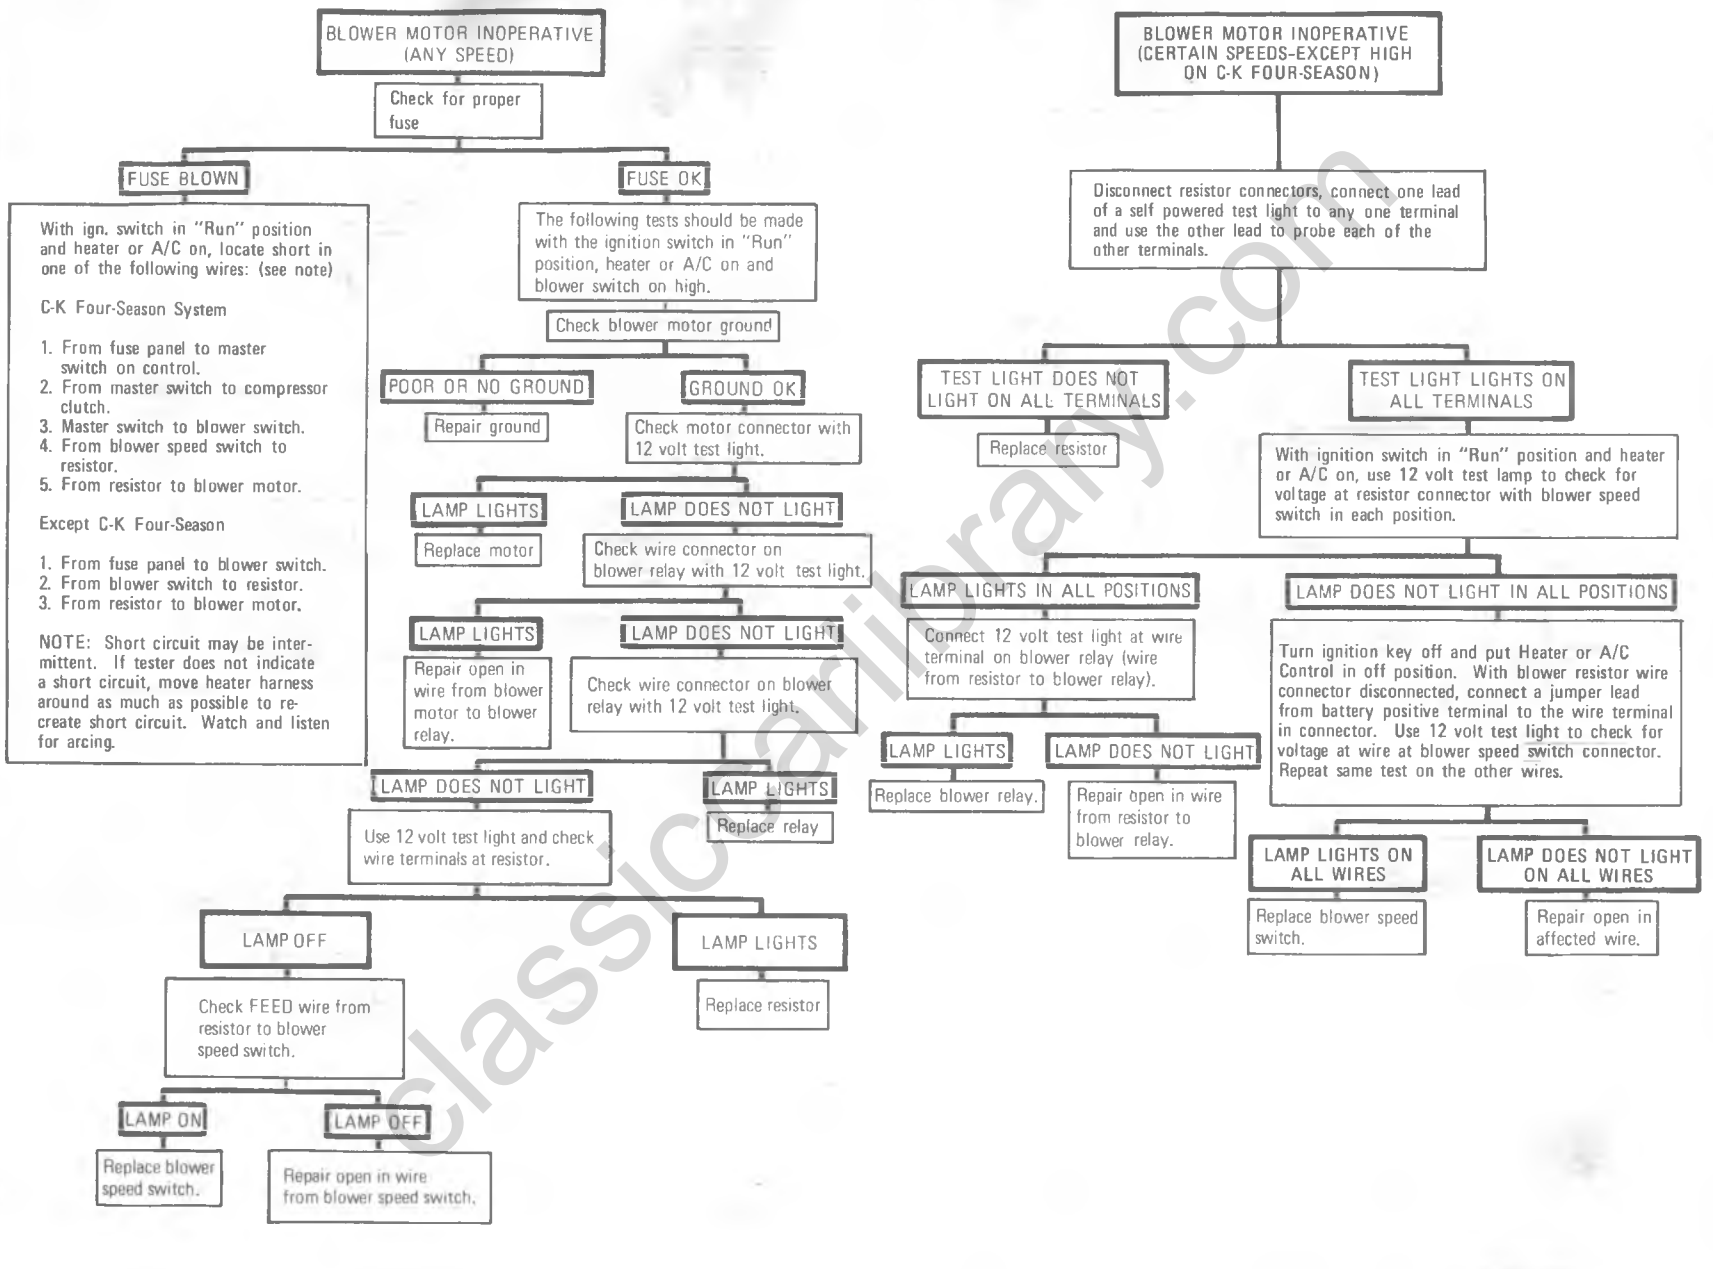 BLOWER MOTOR INOPERATIVE
(ANY SPEED)
Check for proper
fuse
FUSE BLOWN
With ign. switch in "Run" position
and heater or A/C on, locate short in
one of the following wires: (see note)
C-K Four-Season System
1. From fuse panel to master
switch on control.
2. From master switch to compressor
clutch.
3. Master switch to blower switch.
4. From blower speed switch to
resistor.
5. From resistor to blower motor.
Except C-K Four-Season
1. From fuse panel to blower switch.
2. From blower switch to resistor.
3. From resistor to blower motor.
NOTE: Short circuit may be inter-
mittent. If tester does not indicate
a short circuit, move heater harness
around as much as possible to re-
create short circuit. Watch and listen
for arcing.
FUSE OK
The following tests should be made
with the ignition switch in "Run"
position, heater or A/C on and
blower switch on high.
Check blower motor ground
POOR OR NO GROUND
Repair ground
GROUND OK
Check motor connector with
12 volt test light.
LAMP LIGHTS
Replace motor
LAMP DOES NOT LIGHT
Check wire connector on
blower relay with 12 volt test light.
LAMP LIGHTS
Repair open in
wire from blower
motor to blower
relay.
LAMP DOES NOT LIGHT
Check wire connector on blower
relay with 12 volt test light.
LAMP DOES NOT LIGHT
Use 12 volt test light and check
wire terminals at resistor.
LAMP LIGHTS
Replace relay
LAMP OFF
Check FEED wire from
resistor to blower
speed switch.
LAMP LIGHTS
Replace resistor
LAMP ON
Replace blower
speed switch.
LAMP OFF
Repair open in wire
from blower speed switch.
BLOWER MOTOR INOPERATIVE
(CERTAIN SPEEDS-EXCEPT HIGH
ON C-K FOUR-SEASON)
Disconnect resistor connectors, connect one lead
of a self powered test light to any one terminal
and use the other lead to probe each of the
other terminals.
TEST LIGHT DOES NOT
LIGHT ON ALL TERMINALS
Replace resistor
TEST LIGHT LIGHTS ON
ALL TERMINALS
With ignition switch in "Run" position and heater
or A/C on, use 12 volt test lamp to check for
voltage at resistor connector with blower speed
switch in each position.
LAMP LIGHTS IN ALL POSITIONS
Connect 12 volt test light at wire
terminal on blower relay (wire
from resistor to blower relay).
LAMP LIGHTS
Replace blower relay.
LAMP DOES NOT LIGHT
Repair open in wire
from resistor to
blower relay.
LAMP DOES NOT LIGHT IN ALL POSITIONS
Turn ignition key off and put Heater or A/C
Control in off position. With blower resistor wire
connector disconnected, connect a jumper lead
from battery positive terminal to the wire terminal
in connector. Use 12 volt test light to check for
voltage at wire at blower speed switch connector.
Repeat same test on the other wires.
LAMP LIGHTS ON
ALL WIRES
Replace blower speed
switch.
LAMP DOES NOT LIGHT
ON ALL WIRES
Repair open in
affected wire.
classiccarlibrary.com